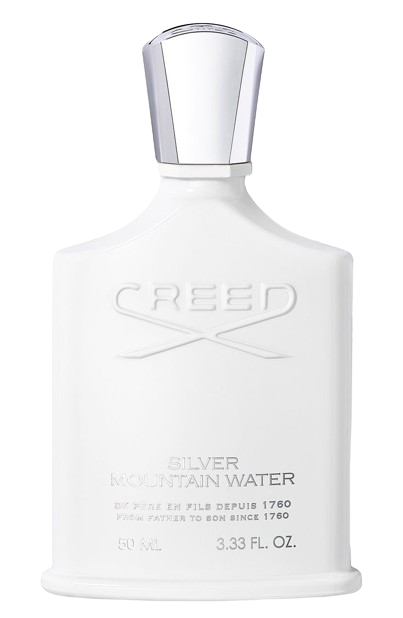 CREED
SILVER
MOUNTAIN WATER
DE PÈRE EN FILS DEPUIS 1760
FROM FATHER TO SON SINCE 1760
50 ML 3.33 FL. OZ.